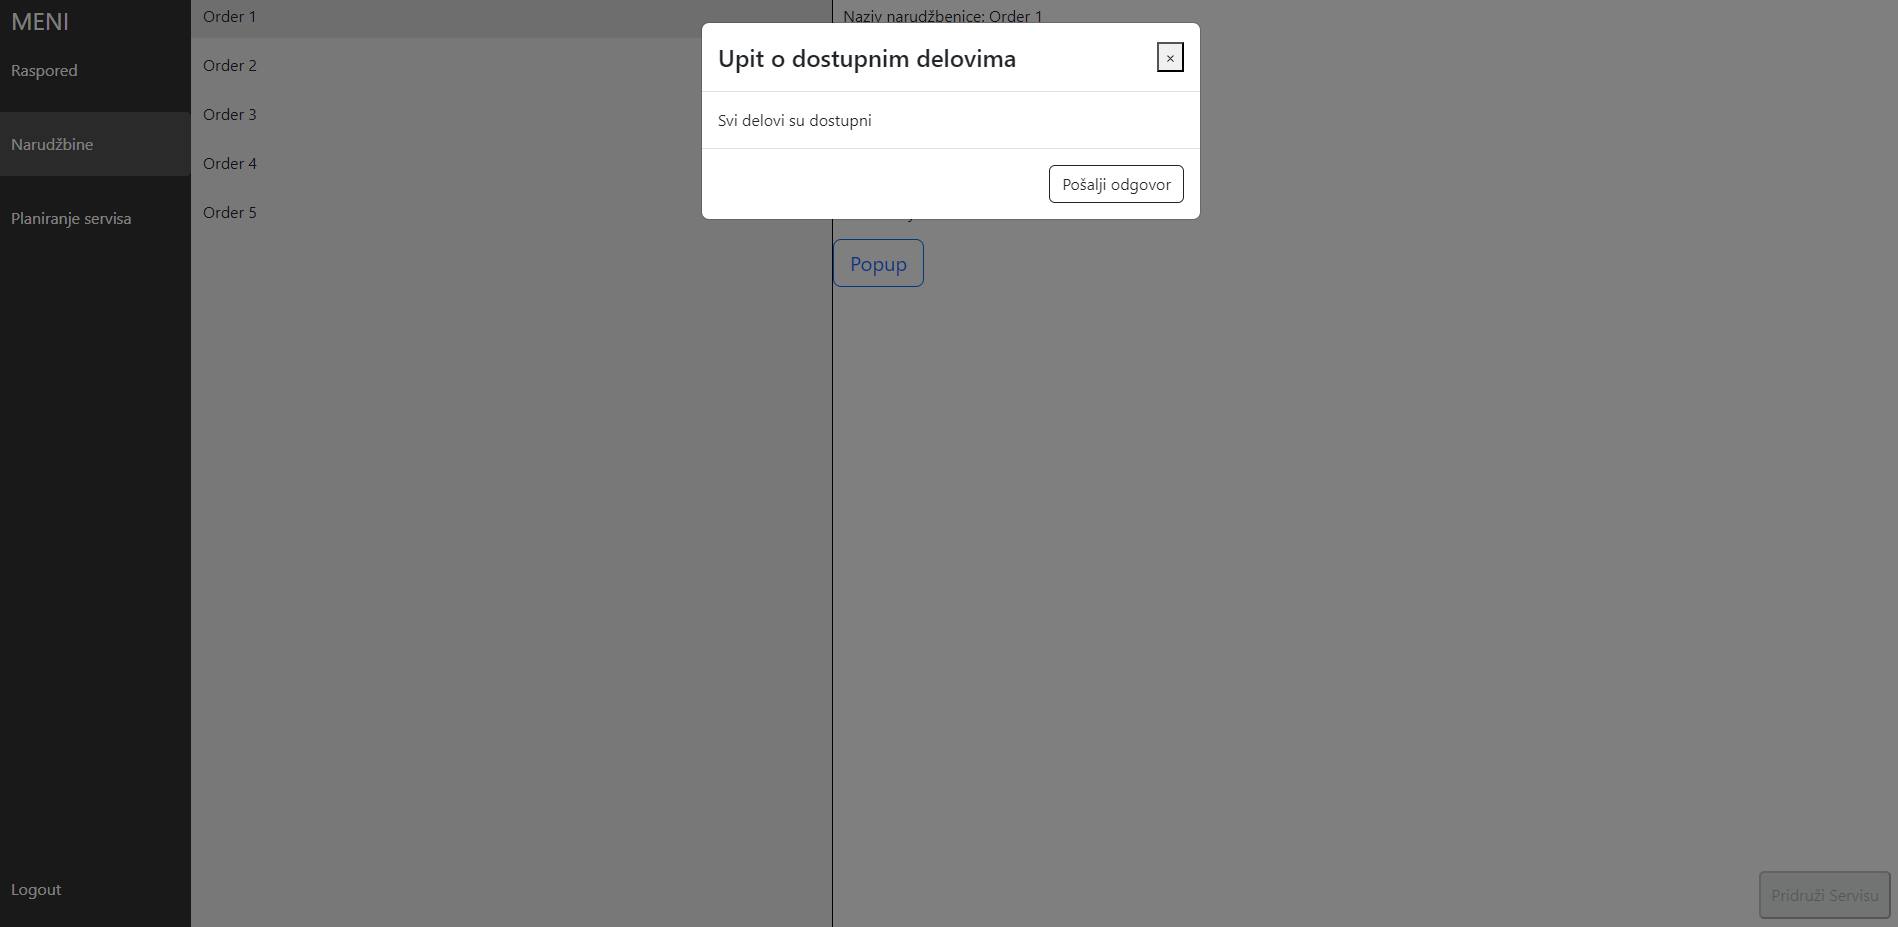 MENI
Raspored
Narudžbine
Planiranje servisa
Logout
Order 1
Order 2
Order 3
Order 4
Order 5
Naziv narudžbenice: Order 1
Upit o dostupnim delovima
×
Svi delovi su dostupni
Pošalji odgovor
Popup
Pridruži Servisu